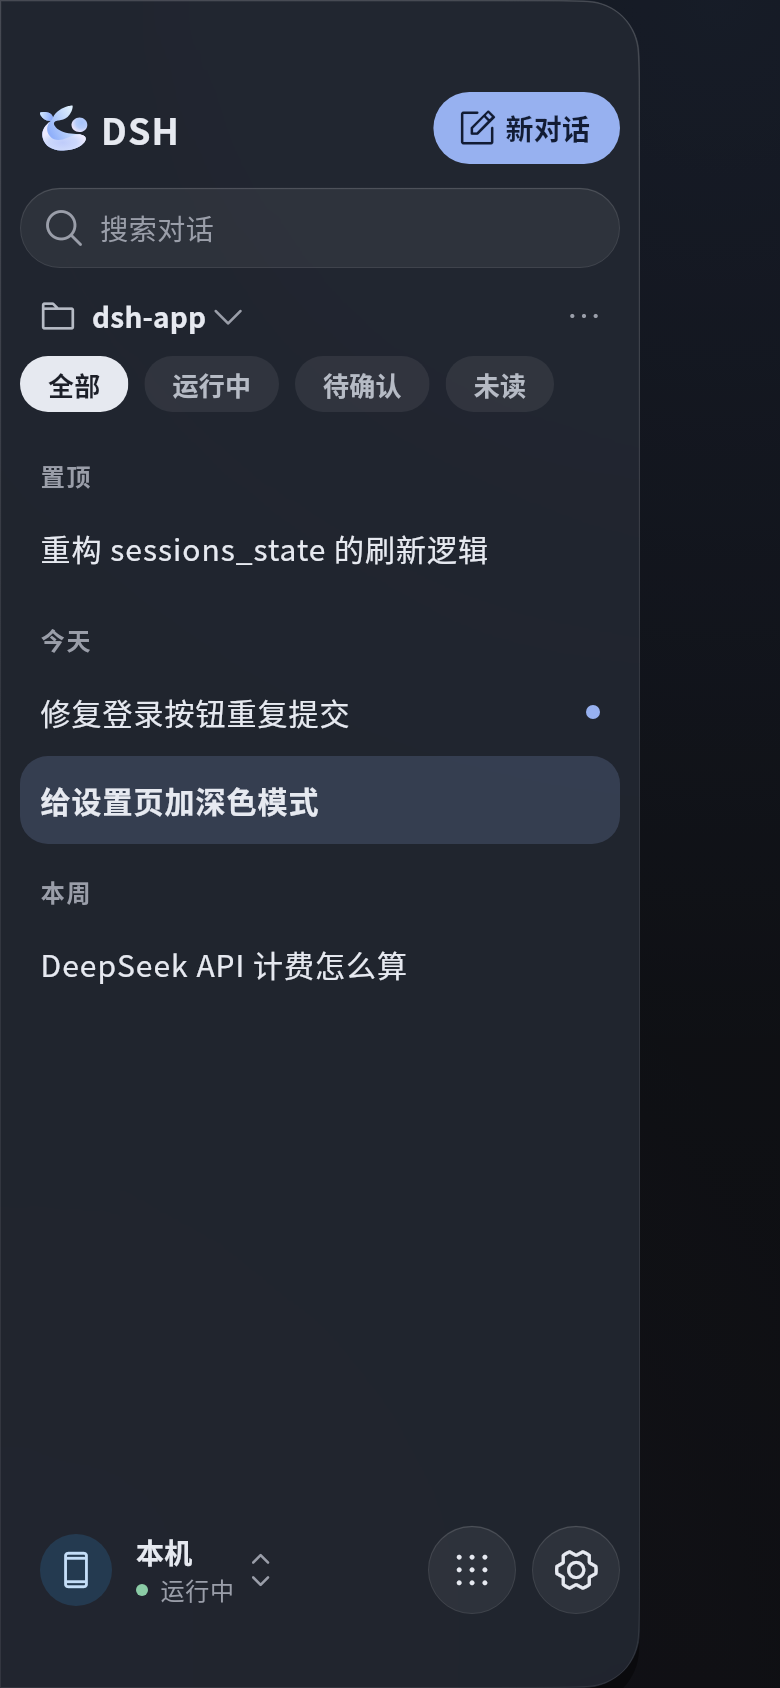 DSH
新对话
搜索对话
dsh-app
全部 运行中 待确认 未读
置顶
重构 sessions_state 的刷新逻辑
今天
修复登录按钮重复提交
给设置页加深色模式
本周
DeepSeek API 计费怎么算
本机
运行中